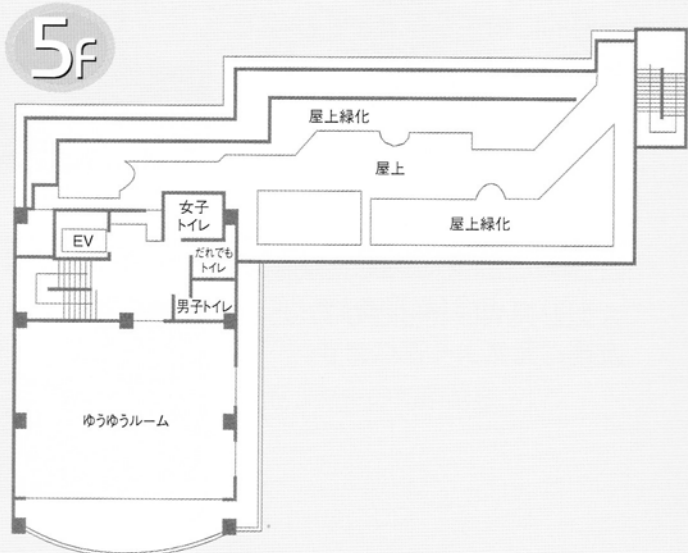 5F
屋上緑化
屋上
女子
トイレ
屋上緑化
EV
だれでも
トイレ
男子トイレ
ゆうゆうルーム